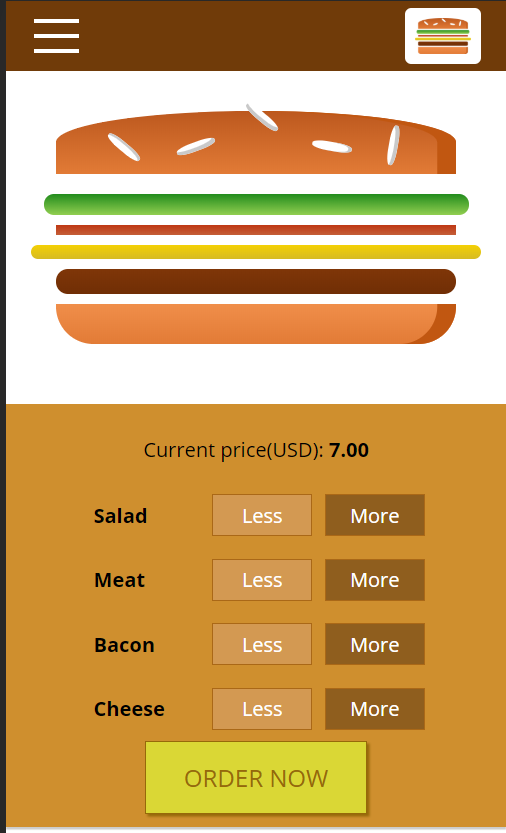 Current price(USD): 7.00
Salad Less More
Meat Less More
Bacon Less More
Cheese Less More
ORDER NOW